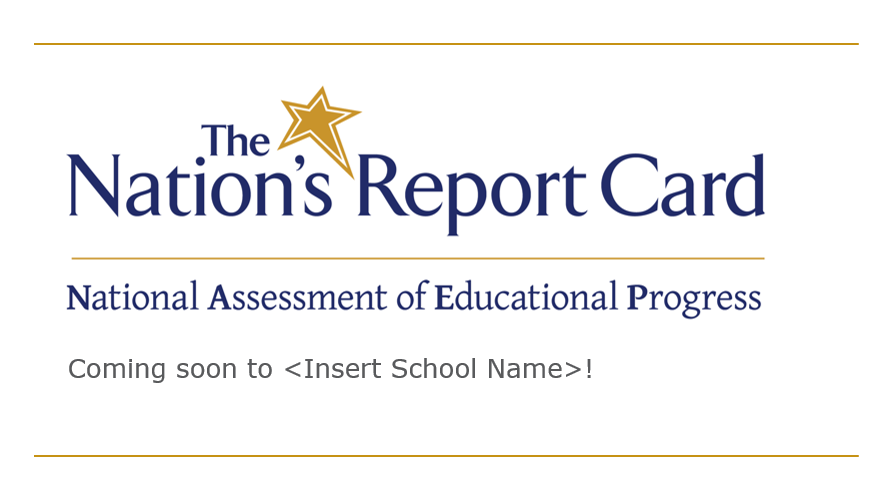 The
Nation's Report Card
National Assessment of Educational Progress
Coming soon to <Insert School Name>!